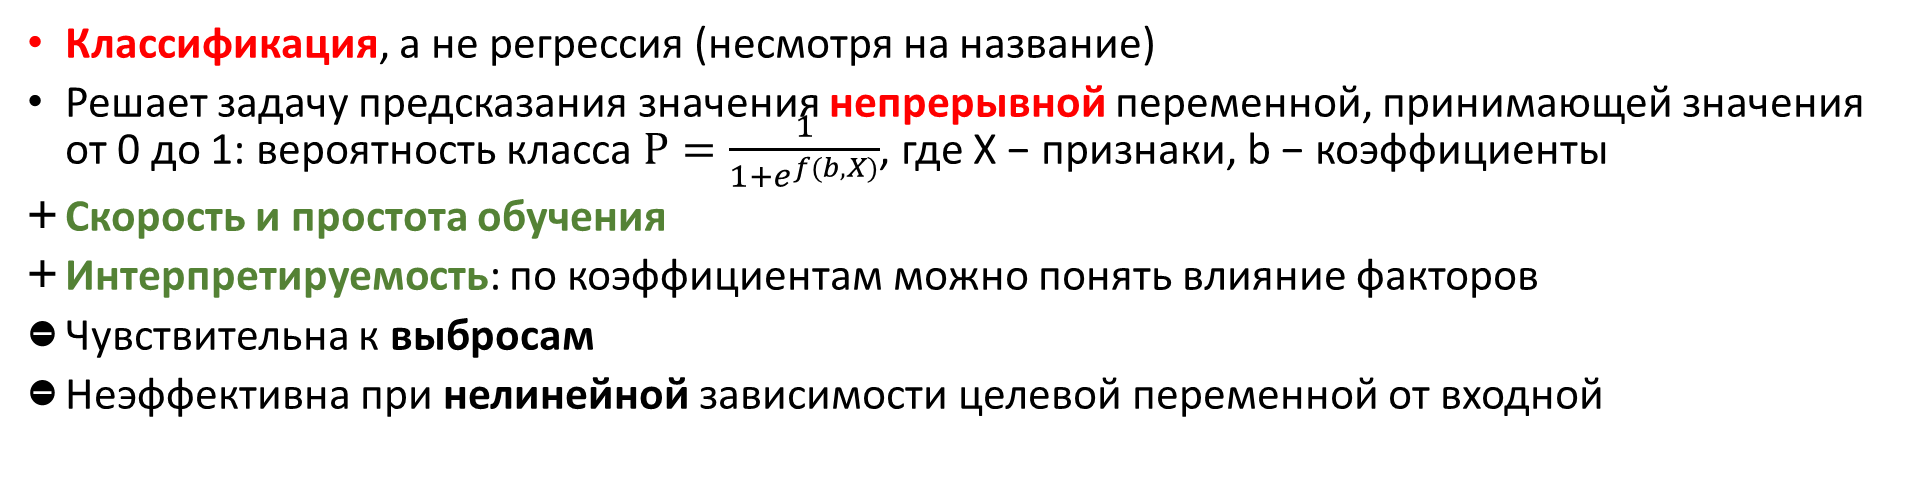 • Классификация, а не регрессия (несмотря на название)
• Решает задачу предсказания значения непрерывной переменной, принимающей значения
от 0 до 1: вероятность класса P = 1/(1+e^f(b,X)), где X – признаки, b – коэффициенты
+ Скорость и простота обучения
+ Интерпретируемость: по коэффициентам можно понять влияние факторов
⛔ Чувствительна к выбросам
⛔ Неэффективна при нелинейной зависимости целевой переменной от входной